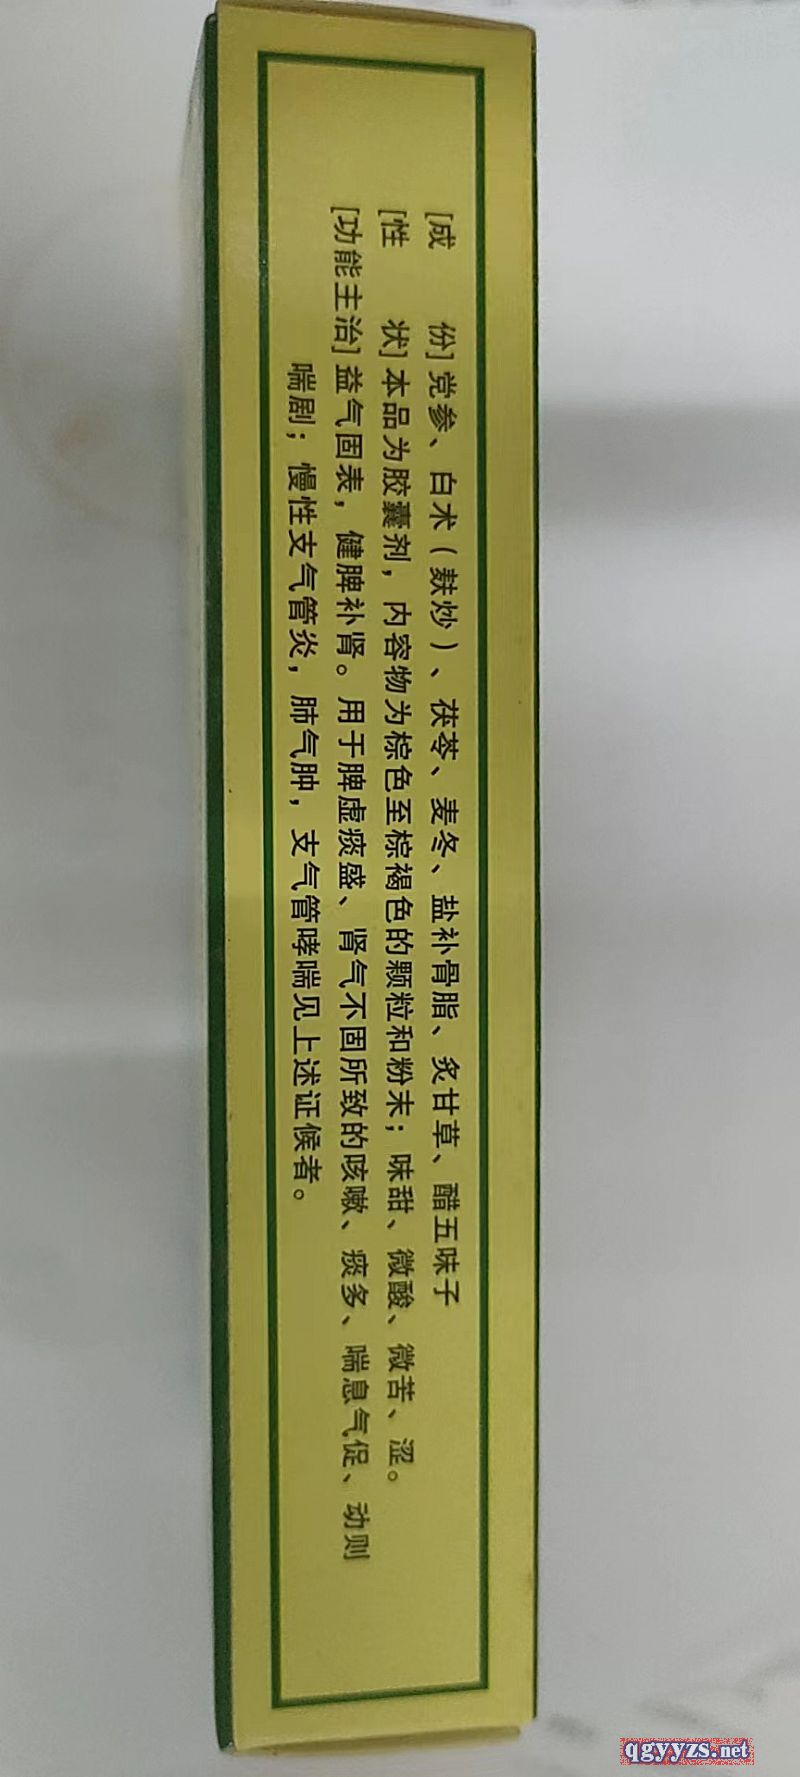 [成　　份]党参、白术（麸炒）、茯苓、麦冬、盐补骨脂、炙甘草、醋五味子
[性　　状]本品为胶囊剂，内容物为棕色至棕褐色的颗粒和粉末；味甜、微酸、微苦、涩。
[功能主治]益气固表，健脾补肾。用于脾虚痰盛、肾气不固所致的咳嗽、痰多、喘息气促、动则
喘剧；慢性支气管炎，肺气肿，支气管哮喘见上述证候者。
qgyyzs.net